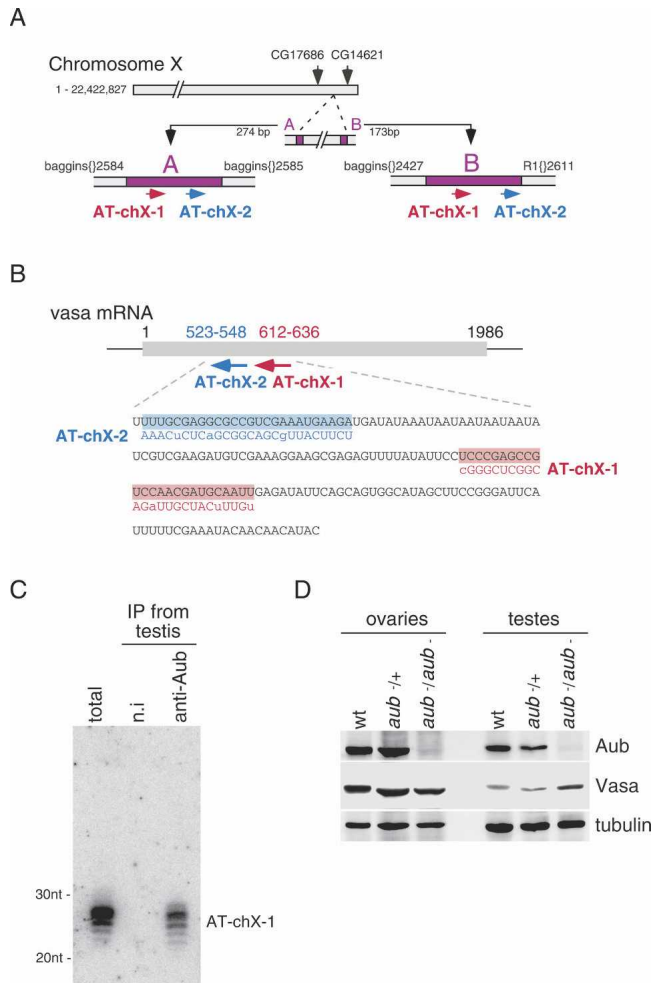 A
Chromosome X
CG17686
CG14621
1 - 22,422,827
274 bp
A
B
173bp
baggins{}2584
A
baggins{}2585
baggins{}2427
B
R1{}2611
AT-chX-1
AT-chX-2
AT-chX-1
AT-chX-2
B
vasa mRNA
1
523-548
612-636
1986
AT-chX-2
AT-chX-1
UUUUGCGAGGCGCCGUCGAAAUGAAGAUGAUAUAAAUAAUAAUAAUAAUA
AT-chX-2
AAACuCUCaGCGGCAGCgUUACUUCU
UCGUCGAAGAUGUCGAAAGGAAGCGAGAGUUUUAUAUUCCUCCCGAGCCG
cGGGCUCGGC
AT-chX-1
UCCAACGAUGCAAUUGAGAUAUUCAGCAGUGGCAUAGCUUCCGGGAUUCA
AGaUUGCUACuUUGu
UUUUUCGAAAUACAACAACAUAC
C
IP from
testis
total
n.i
anti-Aub
30nt -
AT-chX-1
20nt -
D
ovaries
testes
wt
aub -/+
aub -/aub -
wt
aub -/+
aub -/aub -
Aub
Vasa
tubulin